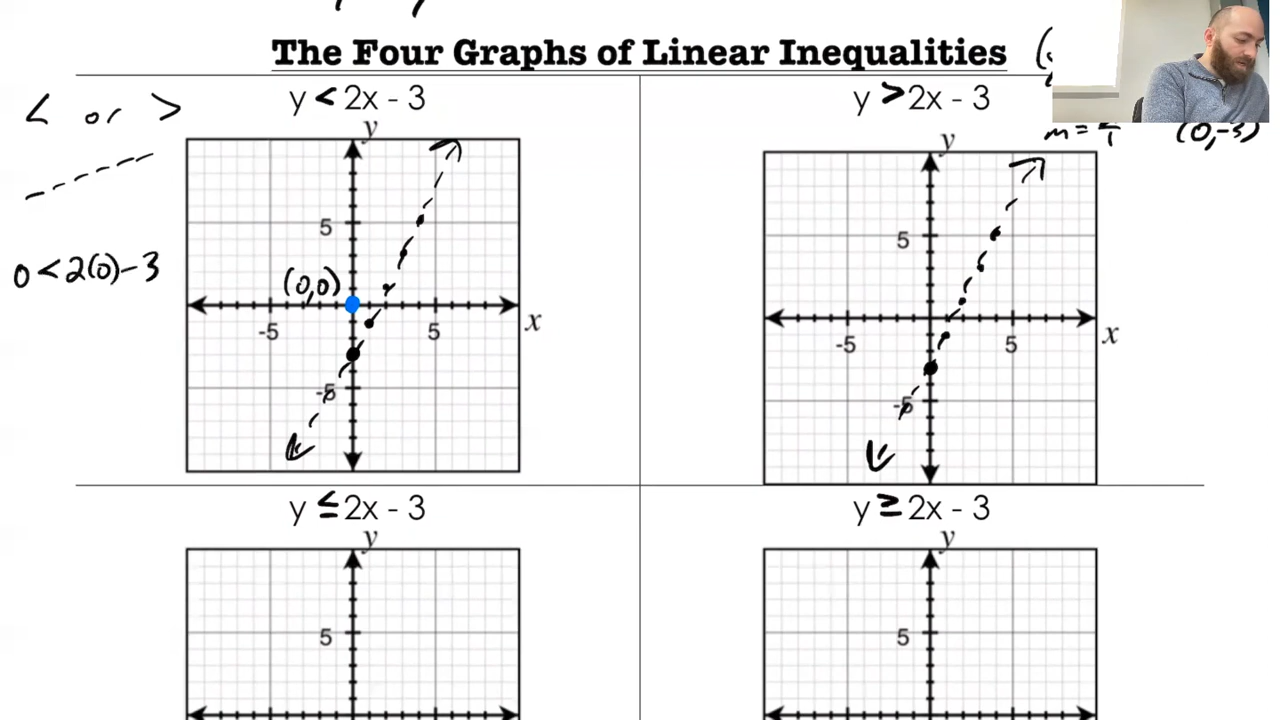 The Four Graphs of Linear Inequalities
y < 2x - 3
y > 2x - 3
< or >
0 < 2(0) - 3
(0,0)
y
5
-5
5
-5
x
m =
(0,-3)
y
5
-5
5
-5
x
y ≤ 2x - 3
y ≥ 2x - 3
y
5
y
5